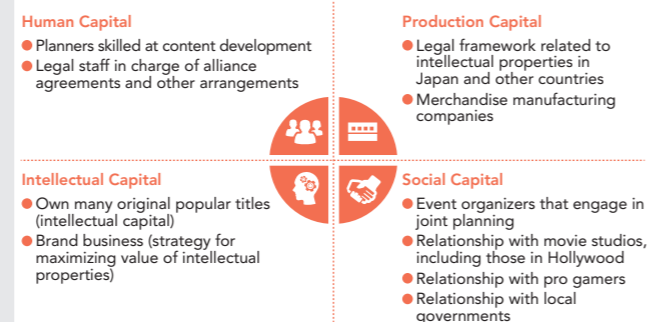 Human Capital
● Planners skilled at content development
● Legal staff in charge of alliance
agreements and other arrangements
Production Capital
● Legal framework related to
intellectual properties in
Japan and other countries
● Merchandise manufacturing
companies
Intellectual Capital
● Own many original popular titles
(intellectual capital)
● Brand business (strategy for
maximizing value of intellectual
properties)
Social Capital
● Event organizers that engage in
joint planning
● Relationship with movie studios,
including those in Hollywood
● Relationship with pro gamers
● Relationship with local
governments